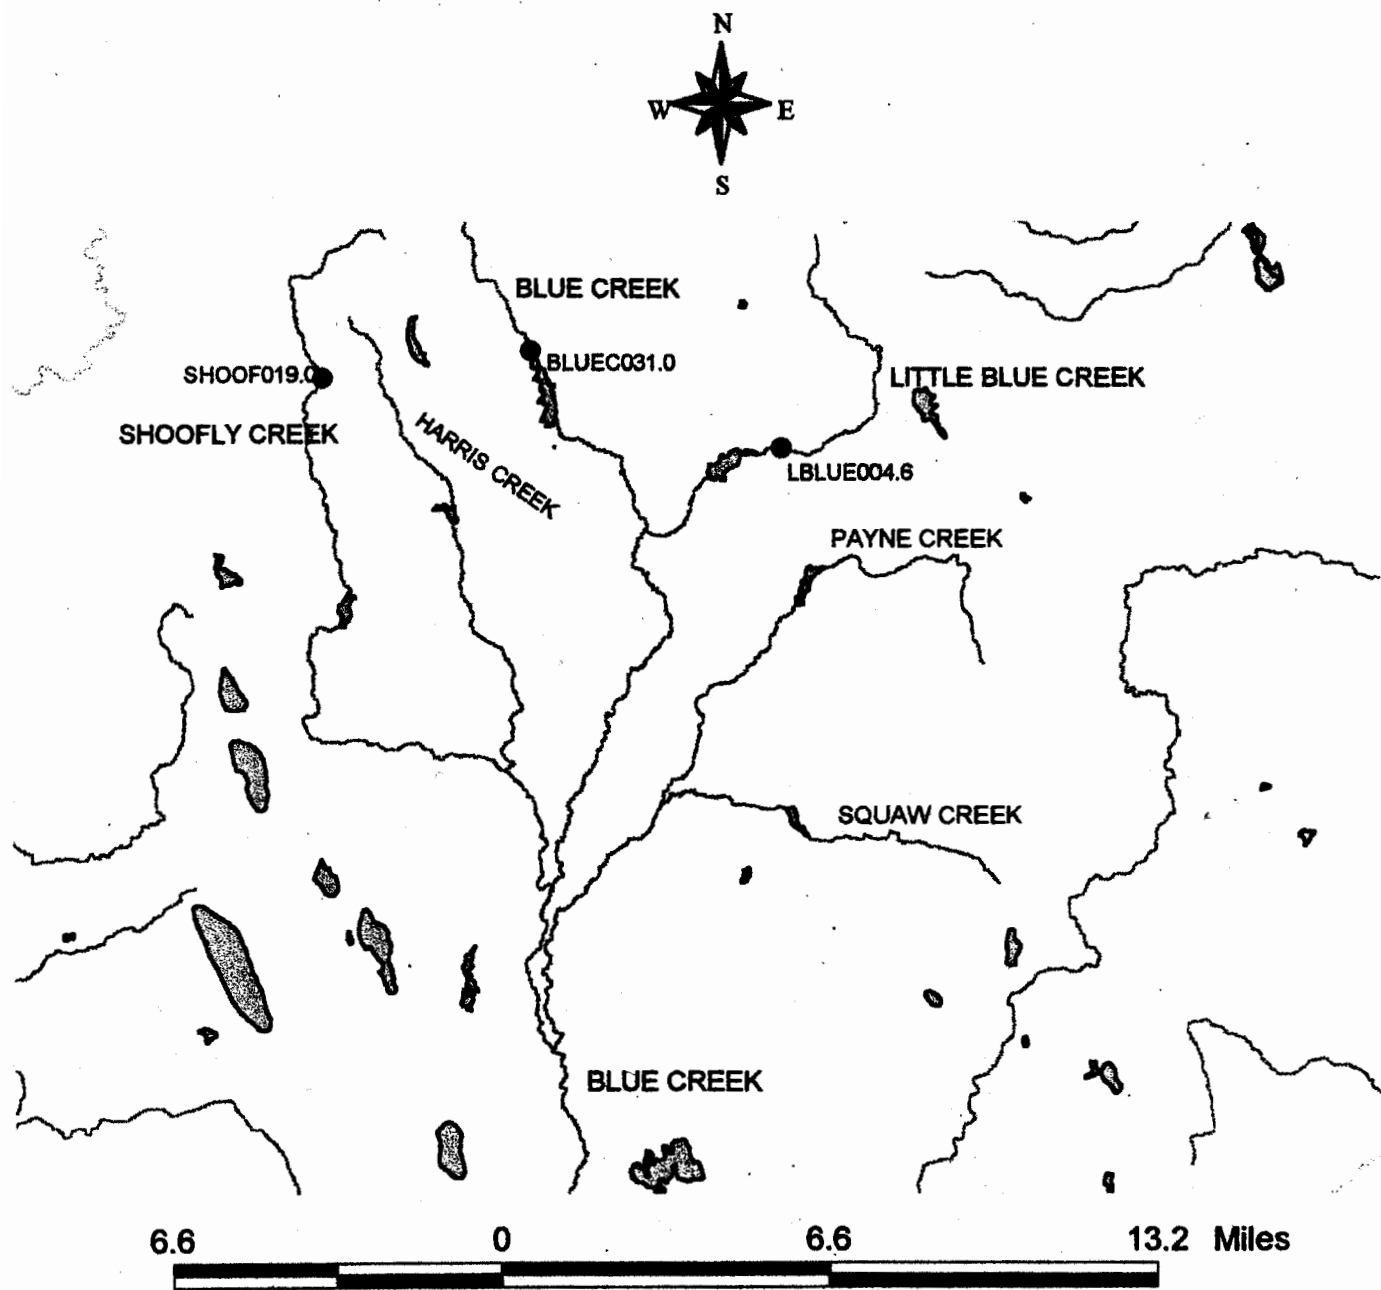 N
W E
S
BLUE CREEK
BLUEC031.0
SHOOF019.0
LITTLE BLUE CREEK
SHOOFLY CREEK
HARRIS CREEK
LBLUE004.6
PAYNE CREEK
SQUAW CREEK
BLUE CREEK
6.6 0 6.6 13.2 Miles